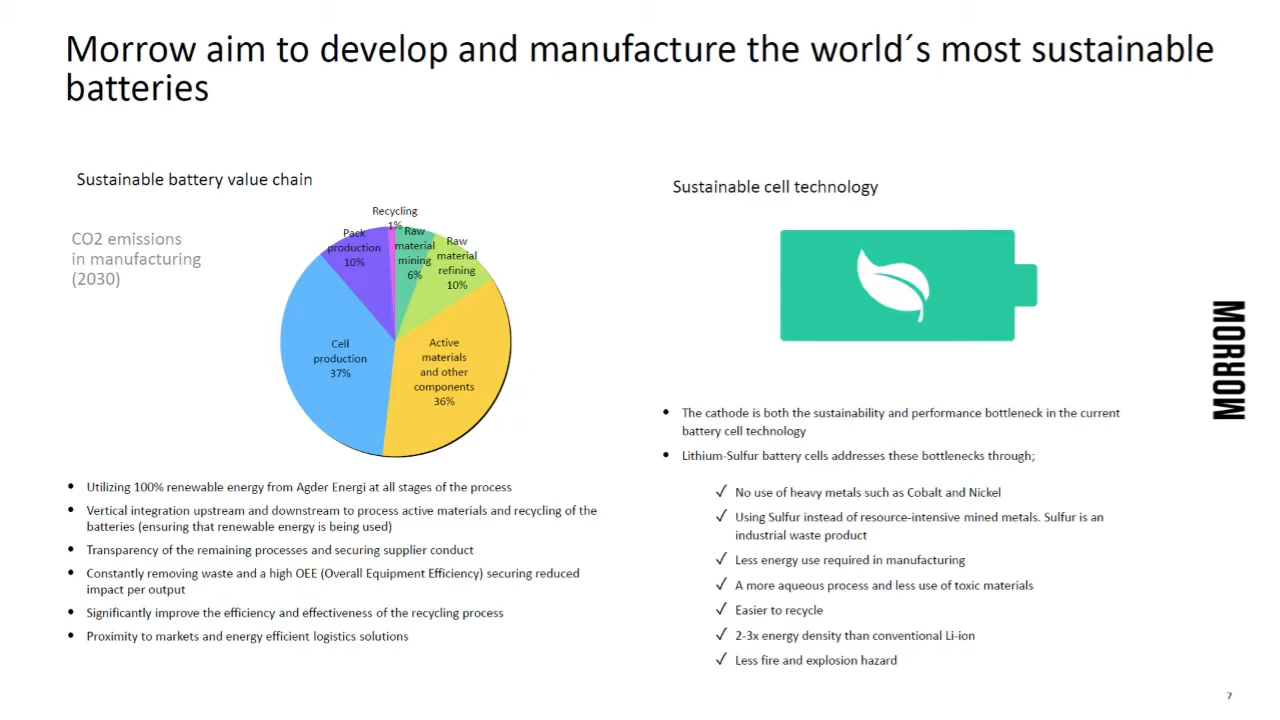 Morrow aim to develop and manufacture the world´s most sustainable
batteries
Sustainable battery value chain
CO2 emissions
in manufacturing
(2030)
Recycling
1%
Raw
material
mining
6%
Raw
material
refining
10%
Active
materials
and other
components
36%
Cell
production
37%
Pack
production
10%
• Utilizing 100% renewable energy from Agder Energi at all stages of the process
• Vertical integration upstream and downstream to process active materials and recycling of the
batteries (ensuring that renewable energy is being used)
• Transparency of the remaining processes and securing supplier conduct
• Constantly removing waste and a high OEE (Overall Equipment Efficiency) securing reduced
impact per output
• Significantly improve the efficiency and effectiveness of the recycling process
• Proximity to markets and energy efficient logistics solutions
Sustainable cell technology
• The cathode is both the sustainability and performance bottleneck in the current
battery cell technology
• Lithium-Sulfur battery cells addresses these bottlenecks through;
✓ No use of heavy metals such as Cobalt and Nickel
✓ Using Sulfur instead of resource-intensive mined metals. Sulfur is an
industrial waste product
✓ Less energy use required in manufacturing
✓ A more aqueous process and less use of toxic materials
✓ Easier to recycle
✓ 2-3x energy density than conventional Li-ion
✓ Less fire and explosion hazard
MORROW
7